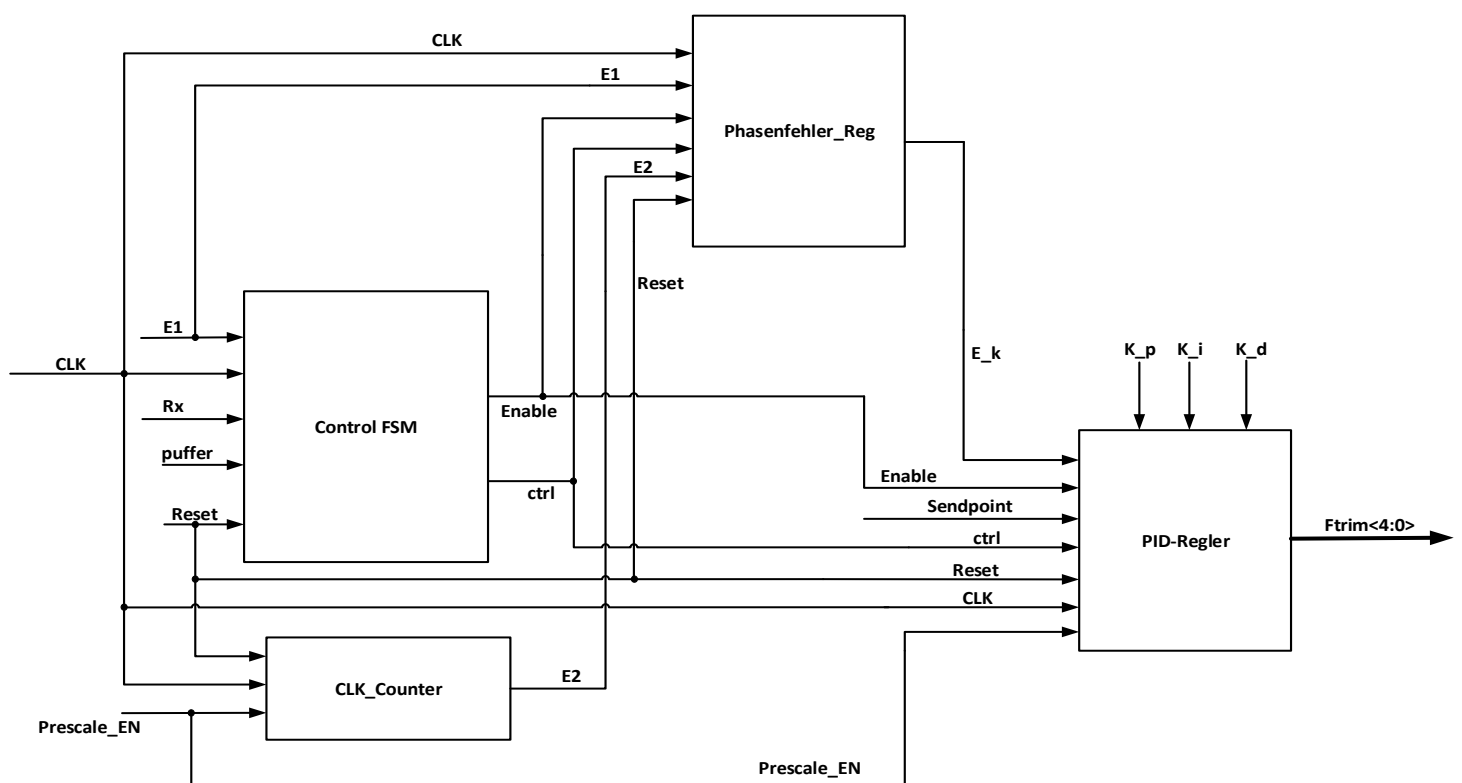 CLK
E1
Phasenfehler_Reg
E2
Reset
E1
CLK
K_p K_i K_d
E_k
Rx
Enable
Control FSM
puffer
Enable
ctrl
Sendpoint
Reset
Ftrim<4:0>
ctrl
PID-Regler
Reset
CLK
E2
CLK_Counter
Prescale_EN
Prescale_EN